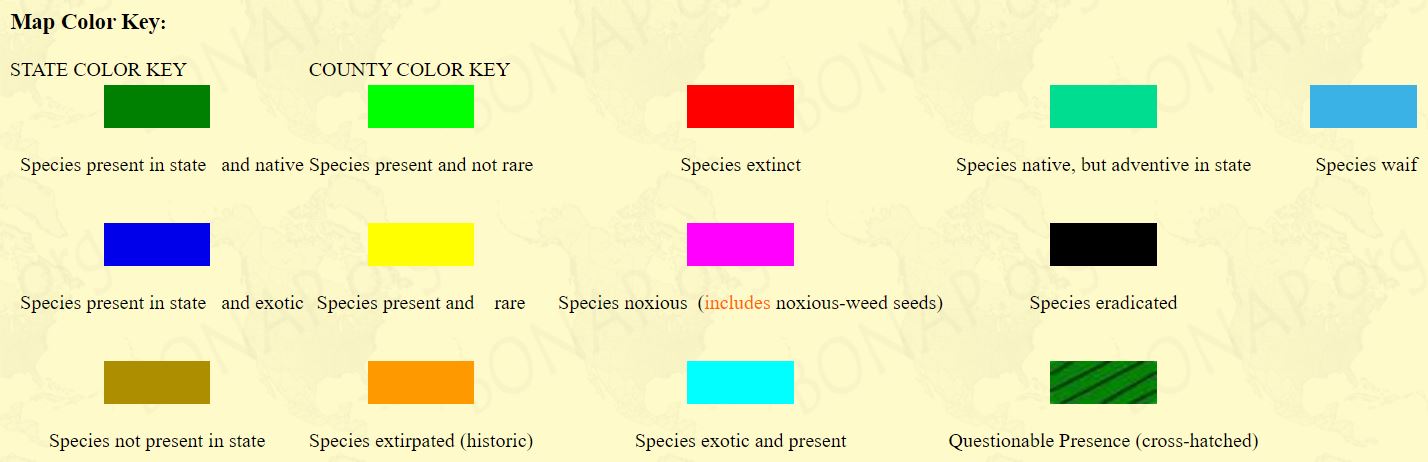 Map Color Key:
STATE COLOR KEY COUNTY COLOR KEY
Species present in state and native Species present and not rare Species extinct Species native, but adventive in state Species waif
Species present in state and exotic Species present and rare Species noxious (includes noxious-weed seeds) Species eradicated
Species not present in state Species extirpated (historic) Species exotic and present Questionable Presence (cross-hatched)
BONAP.org